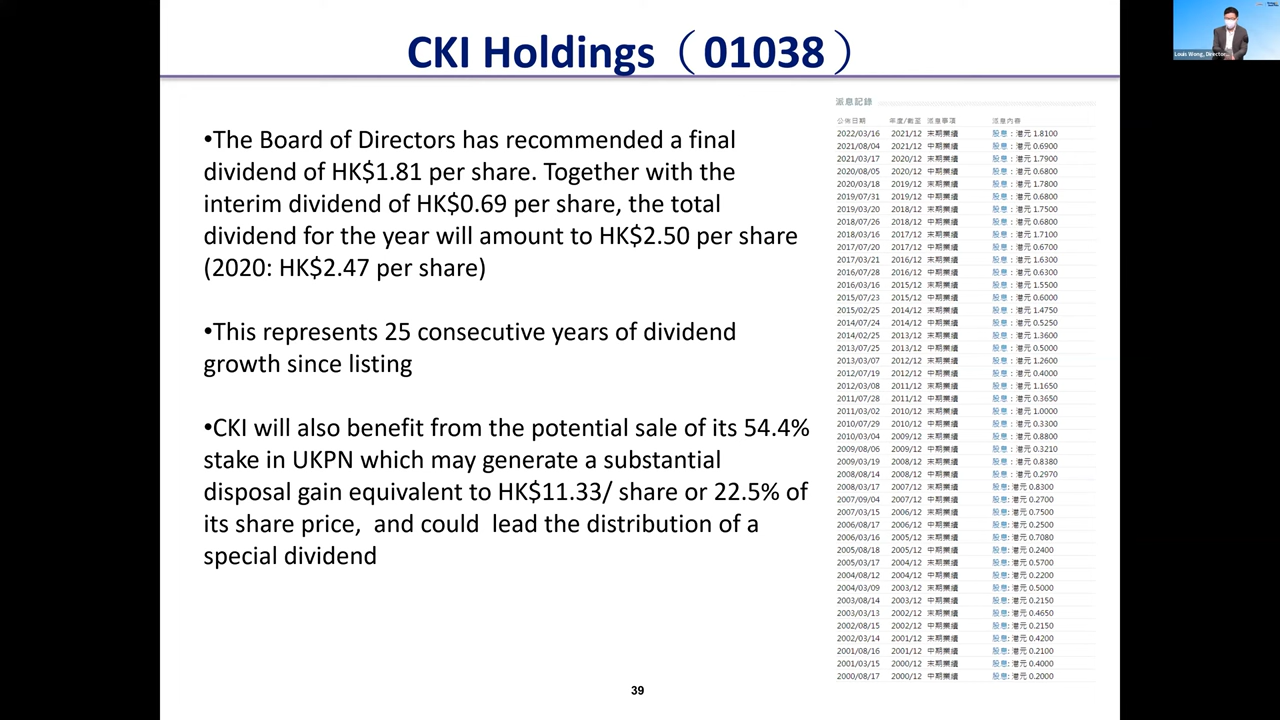 CKI Holdings（01038）
•The Board of Directors has recommended a final
dividend of HK$1.81 per share. Together with the
interim dividend of HK$0.69 per share, the total
dividend for the year will amount to HK$2.50 per share
(2020: HK$2.47 per share)
•This represents 25 consecutive years of dividend
growth since listing
•CKI will also benefit from the potential sale of its 54.4%
stake in UKPN which may generate a substantial
disposal gain equivalent to HK$11.33/ share or 22.5% of
its share price,  and could  lead the distribution of a
special dividend
派息記錄
公佈日期 年度/截至 派息事項 派息內容
2022/03/16 2021/12 末期業績 股息：港元 1.8100
2021/08/04 2021/12 中期業績 股息：港元 0.6900
2021/03/17 2020/12 末期業績 股息：港元 1.7900
2020/08/05 2020/12 中期業績 股息：港元 0.6800
2020/03/18 2019/12 末期業績 股息：港元 1.7800
2019/07/31 2019/12 中期業績 股息：港元 0.6800
2019/03/20 2018/12 末期業績 股息：港元 1.7500
2018/07/26 2018/12 中期業績 股息：港元 0.6800
2018/03/16 2017/12 末期業績 股息：港元 1.7100
2017/07/20 2017/12 中期業績 股息：港元 0.6700
2017/03/21 2016/12 末期業績 股息：港元 1.6300
2016/07/28 2016/12 中期業績 股息：港元 0.6300
2016/03/16 2015/12 末期業績 股息：港元 1.5500
2015/07/23 2015/12 中期業績 股息：港元 0.6000
2015/02/25 2014/12 末期業績 股息：港元 1.4750
2014/07/24 2014/12 中期業績 股息：港元 0.5250
2014/02/25 2013/12 末期業績 股息：港元 1.3600
2013/07/25 2013/12 中期業績 股息：港元 0.5000
2013/03/07 2012/12 末期業績 股息：港元 1.2600
2012/07/19 2012/12 中期業績 股息：港元 0.4000
2012/03/08 2011/12 末期業績 股息：港元 1.1650
2011/07/28 2011/12 中期業績 股息：港元 0.3650
2011/03/02 2010/12 末期業績 股息：港元 1.0000
2010/07/29 2010/12 中期業績 股息：港元 0.3300
2010/03/04 2009/12 末期業績 股息：港元 0.8800
2009/08/06 2009/12 中期業績 股息：港元 0.3210
2009/03/19 2008/12 末期業績 股息：港元 0.8380
2008/08/14 2008/12 中期業績 股息：港元 0.2970
2008/03/17 2007/12 末期業績 股息: 港元 0.8300
2007/09/04 2007/12 中期業績 股息: 港元 0.2700
2007/03/15 2006/12 末期業績 股息: 港元 0.7500
2006/08/17 2006/12 中期業績 股息: 港元 0.2500
2006/03/16 2005/12 末期業績 股息: 港元 0.7080
2005/08/18 2005/12 中期業績 股息: 港元 0.2400
2005/03/17 2004/12 末期業績 股息: 港元 0.5700
2004/08/12 2004/12 中期業績 股息: 港元 0.2200
2004/03/09 2003/12 末期業績 股息: 港元 0.5000
2003/08/14 2003/12 中期業績 股息: 港元 0.2150
2003/03/13 2002/12 末期業績 股息: 港元 0.4650
2002/08/15 2002/12 中期業績 股息: 港元 0.2150
2002/03/14 2001/12 末期業績 股息: 港元 0.4200
2001/08/16 2001/12 中期業績 股息: 港元 0.2100
2001/03/15 2000/12 末期業績 股息: 港元 0.4000
2000/08/17 2000/12 中期業績 股息: 港元 0.2000
39
Louis Wong, Director...